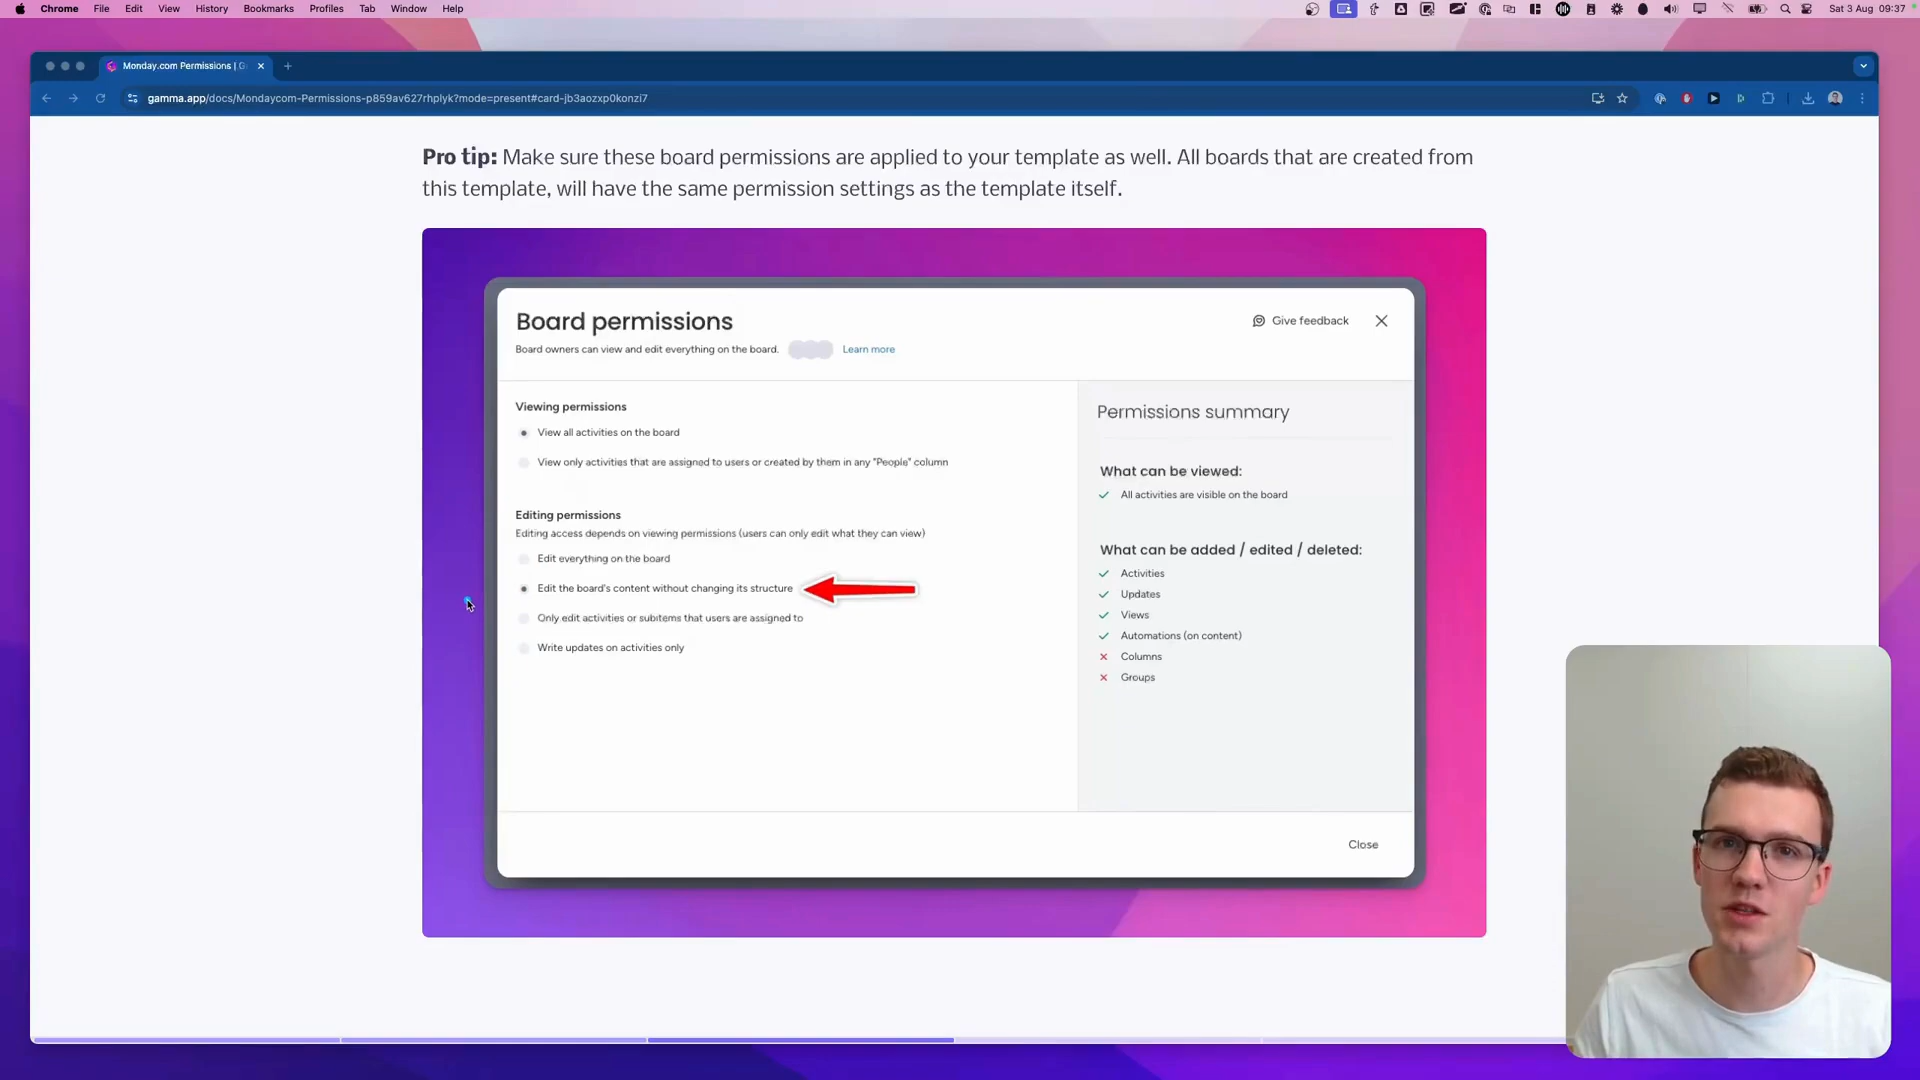 Chrome File Edit View History Bookmarks Profiles Tab Window Help
Sat 3 Aug 09:37
Monday.com Permissions | G
gamma.app/docs/Mondaycom-Permissions-p859av627rhplyk?mode=present#card-jb3aozxp0konzi7
Pro tip: Make sure these board permissions are applied to your template as well. All boards that are created from
this template, will have the same permission settings as the template itself.
Board permissions
Give feedback
Board owners can view and edit everything on the board.
Learn more
Viewing permissions
View all activities on the board
View only activities that are assigned to users or created by them in any "People" column
Editing permissions
Editing access depends on viewing permissions (users can only edit what they can view)
Edit everything on the board
Edit the board's content without changing its structure
Only edit activities or subitems that users are assigned to
Write updates on activities only
Permissions summary
What can be viewed:
All activities are visible on the board
What can be added / edited / deleted:
Activities
Updates
Views
Automations (on content)
Columns
Groups
Close